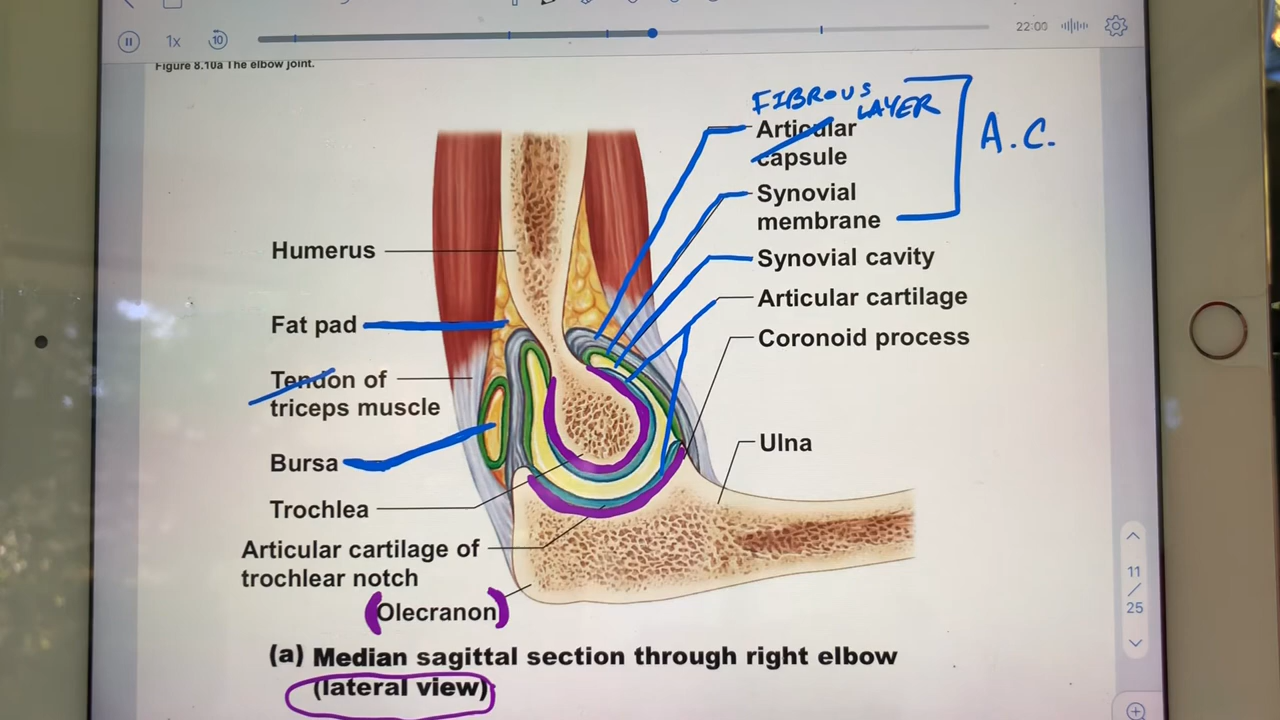 1x
10
22:00
Figure 8.10a The elbow joint.
FIBROUS
LAYER
Articular
capsule
A.C.
Synovial
membrane
Synovial cavity
Articular cartilage
Coronoid process
Ulna
Humerus
Fat pad
Tendon of
triceps muscle
Bursa
Trochlea
Articular cartilage of
trochlear notch
(Olecranon)
(a) Median sagittal section through right elbow
(lateral view)
11
/
25